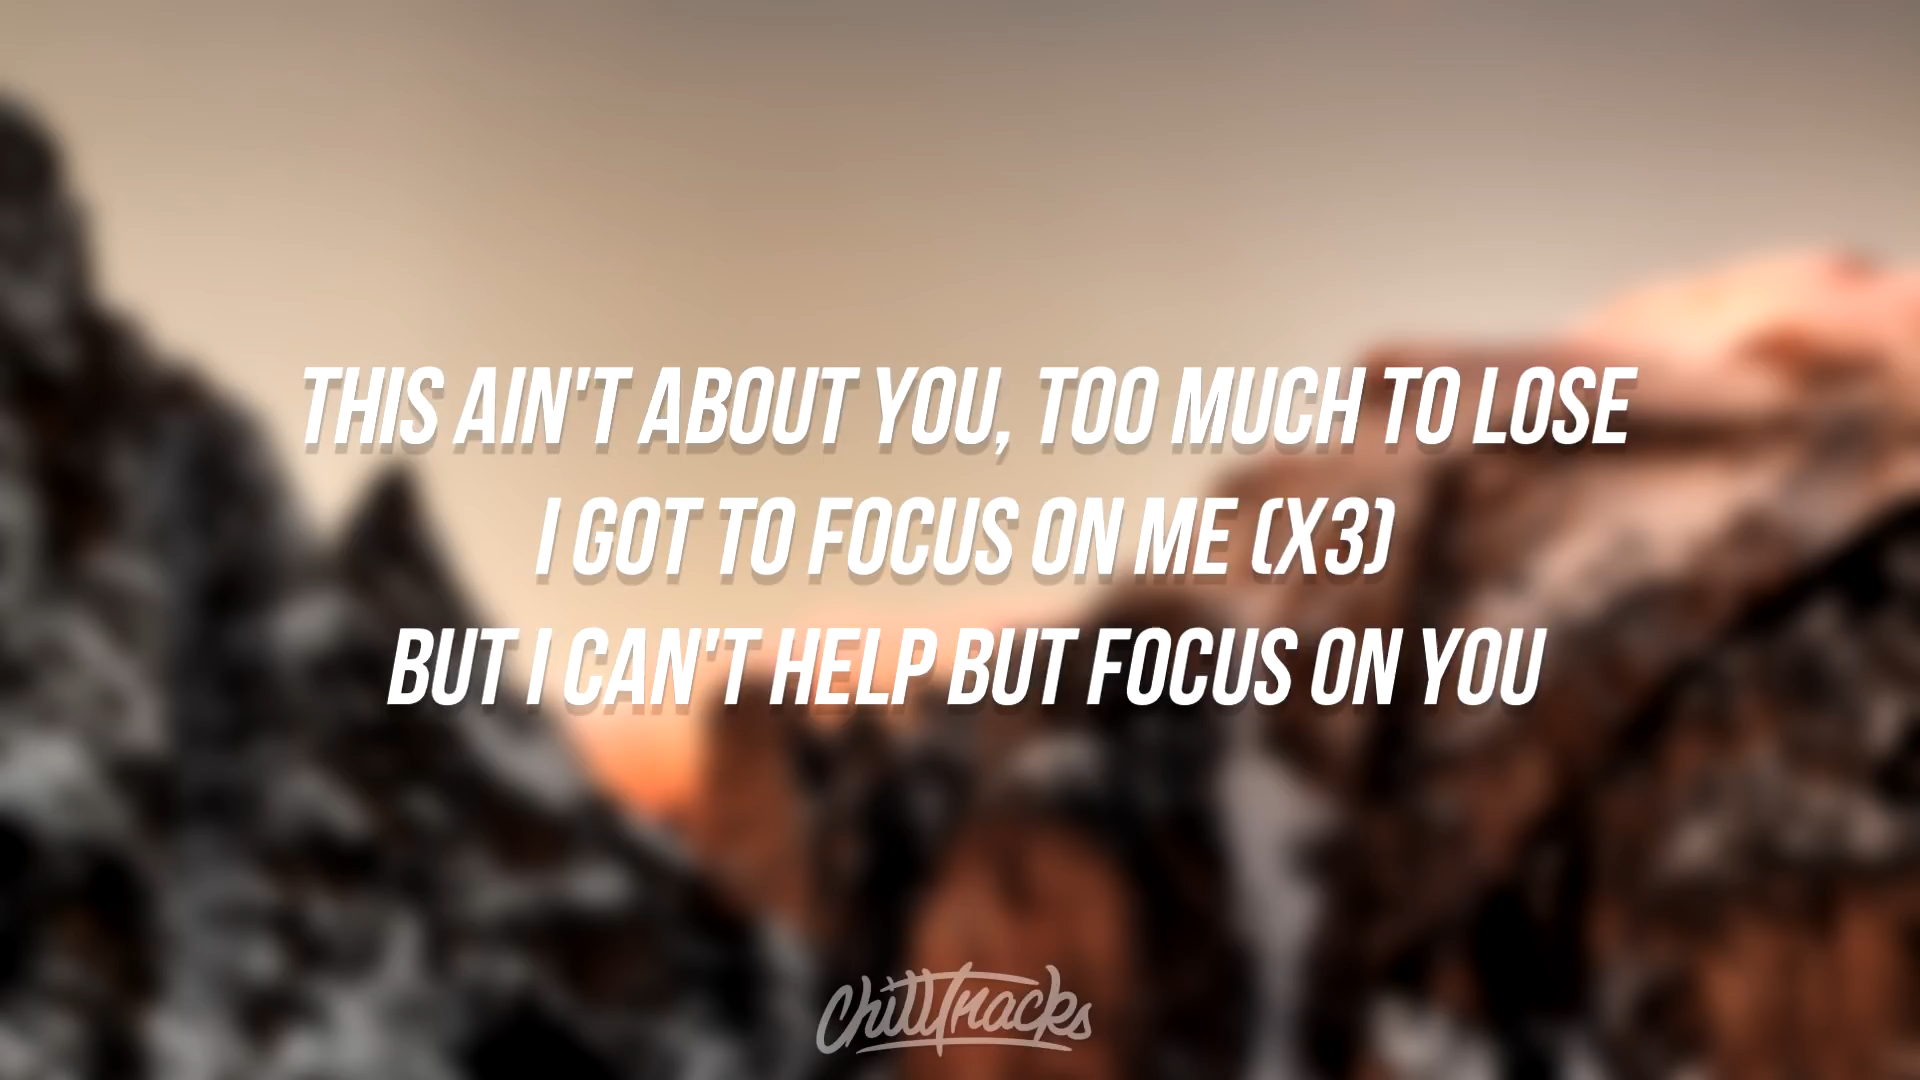 THIS AIN'T ABOUT YOU, TOO MUCH TO LOSE
I GOT TO FOCUS ON ME (X3)
BUT I CAN'T HELP BUT FOCUS ON YOU
ChillTracks